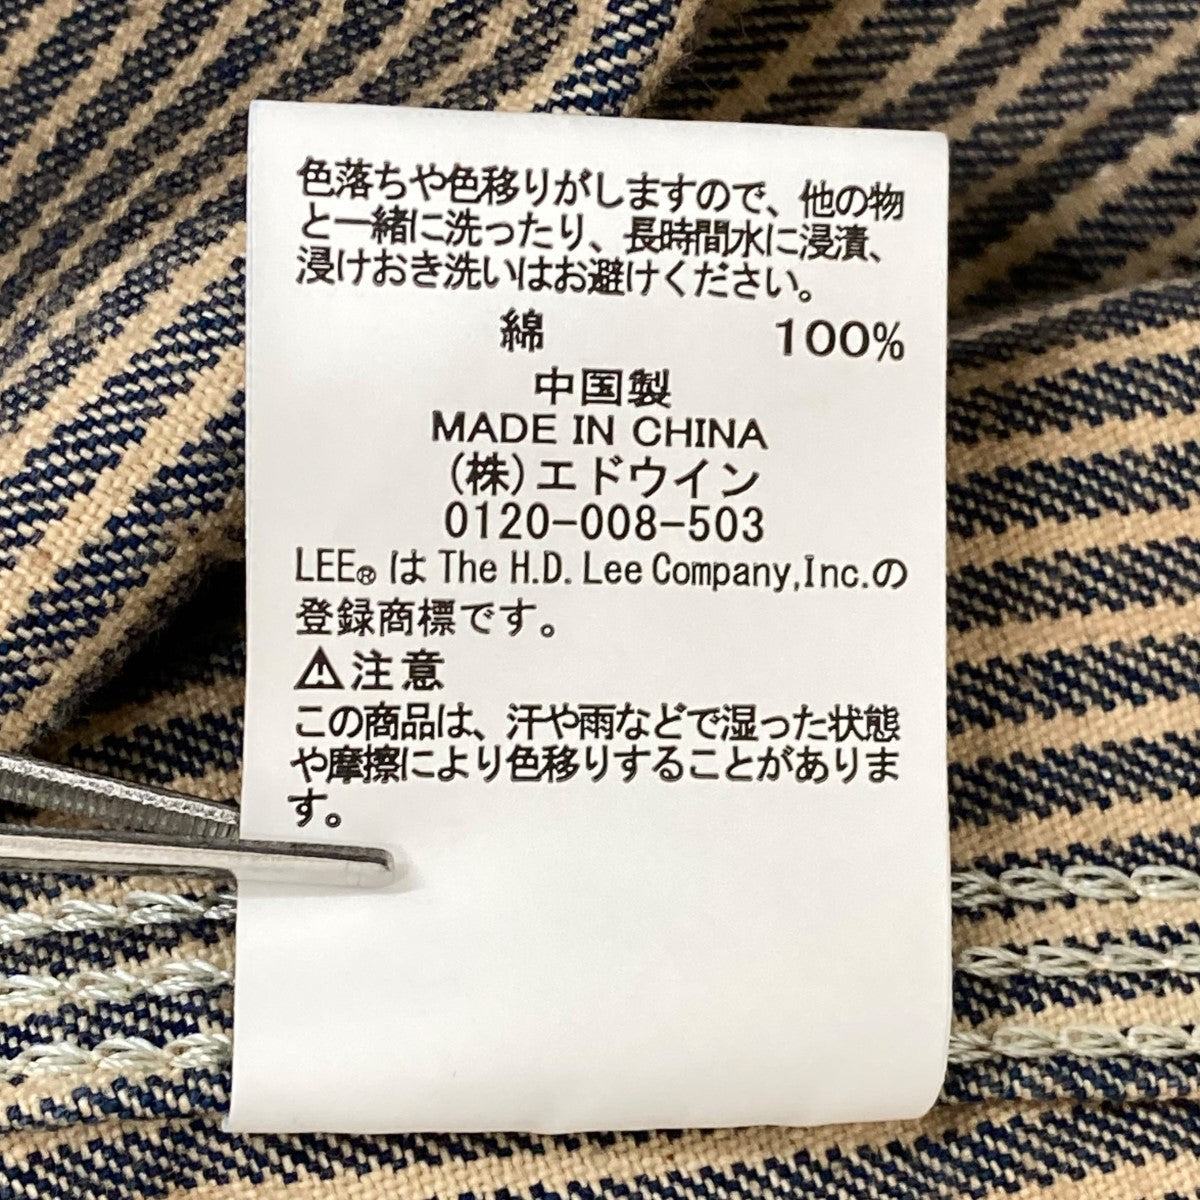 色落ちや色移りがしますので、他の物
と一緒に洗ったり、長時間水に浸漬、
浸けおき洗いはお避けください。
綿 100%
中国製
MADE IN CHINA
(株)エドウイン
0120-008-503
LEE® は The H.D. Lee Company,Inc.の
登録商標です。
⚠注意
この商品は、汗や雨などで湿った状態
や摩擦により色移りすることがありま
す。